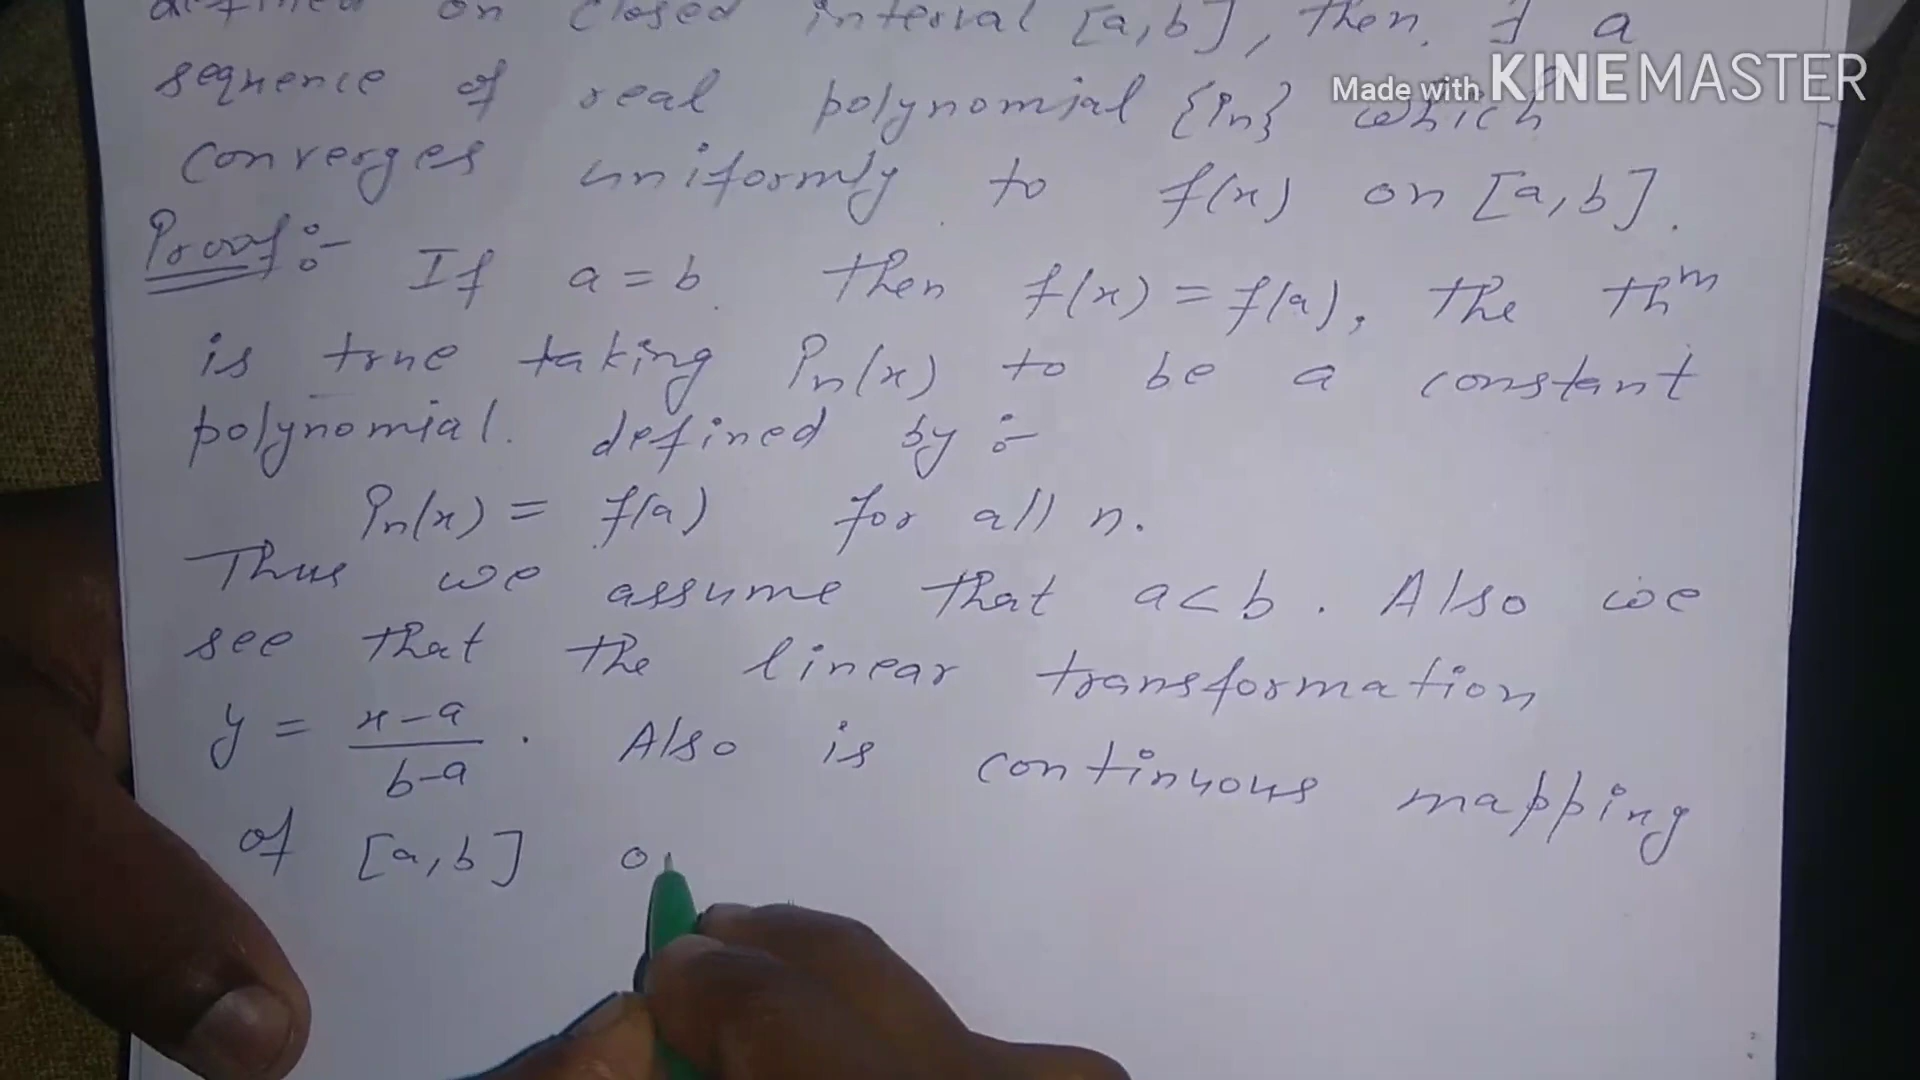 defined on closed interval [a,b], then ∃ a
sequence of real polynomial {Pn} which
Made with KINEMASTER
converges uniformly to f(x) on [a,b].
Proof:- If a=b. then f(x) = f(a), the thm
is true taking Pn(x) to be a constant
polynomial. defined by :-
Pn(x) = f(a) for all n.
Thus we assume that a<b. Also we
see that the linear transformation
y = x-a/b-a. Also is continuous mapping
of [a,b]